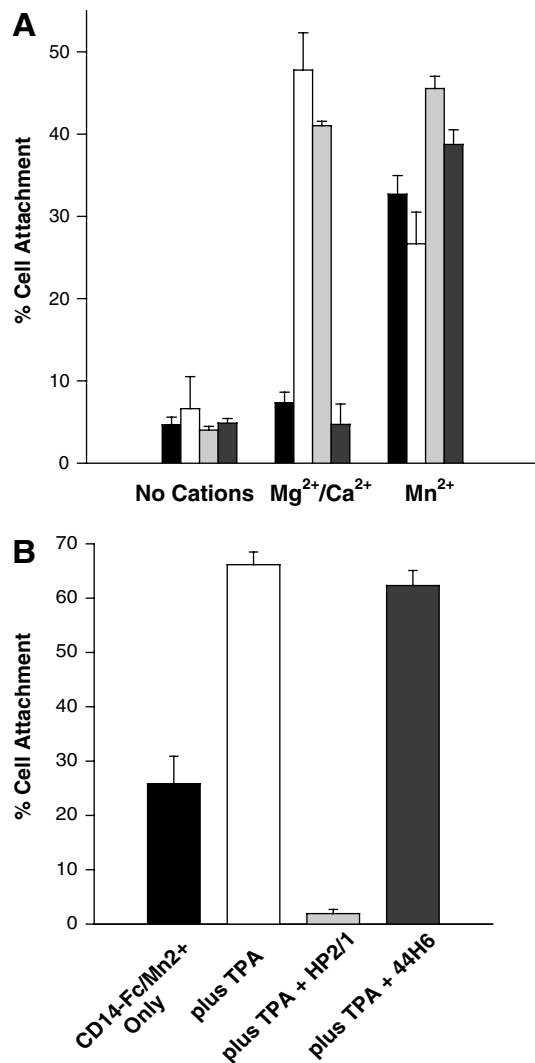 A
% Cell Attachment
50
40
30
20
10
0
No Cations Mg²⁺/Ca²⁺ Mn²⁺
B
% Cell Attachment
70
60
50
40
30
20
10
0
CD14-Fc/Mn2+
Only
plus TPA
plus TPA + HP2/1
plus TPA + 44H6